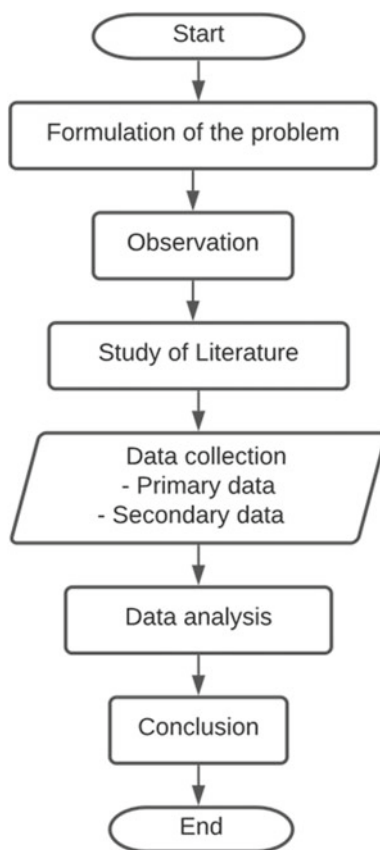 Start
Formulation of the problem
Observation
Study of Literature
Data collection
- Primary data
- Secondary data
Data analysis
Conclusion
End